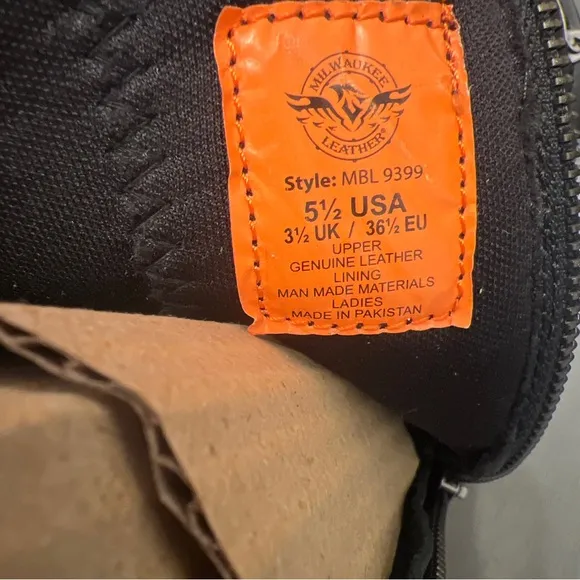 MILWAUKEE
LEATHER®
Style: MBL 9399
5½ USA
3½ UK / 36½ EU
UPPER
GENUINE LEATHER
LINING
MAN MADE MATERIALS
LADIES
MADE IN PAKISTAN